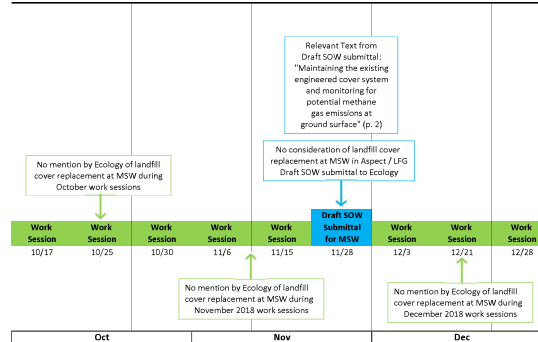 Relevant Text from
Draft SOW submittal:
"Maintaining the existing
engineered cover system
and monitoring for
potential methane
gas emissions at
ground surface" (p. 2)
No consideration of landfill cover
replacement at MSW in Aspect / LFG
Draft SOW submittal to Ecology
No mention by Ecology of landfill
cover replacement at MSW during
October work sessions
Work Session
10/17
Work Session
10/25
Work Session
10/30
Work Session
11/6
Work Session
11/15
Draft SOW
Submittal
for MSW
11/28
Work Session
12/3
Work Session
12/21
Work Session
12/28
No mention by Ecology of landfill
cover replacement at MSW during
November 2018 work sessions
No mention by Ecology of landfill
cover replacement at MSW during
December 2018 work sessions
Oct
Nov
Dec